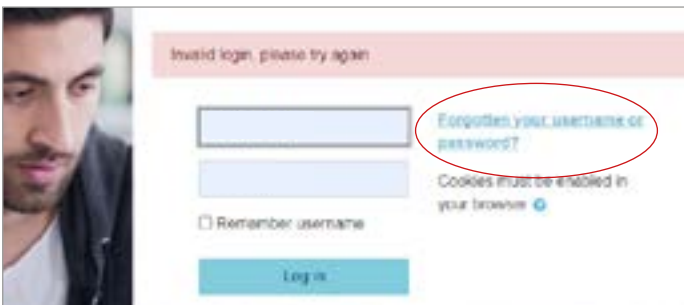 Invalid login, please try again
Forgotten your username or
password?
Cookies must be enabled in
your browser
Remember username
Log in